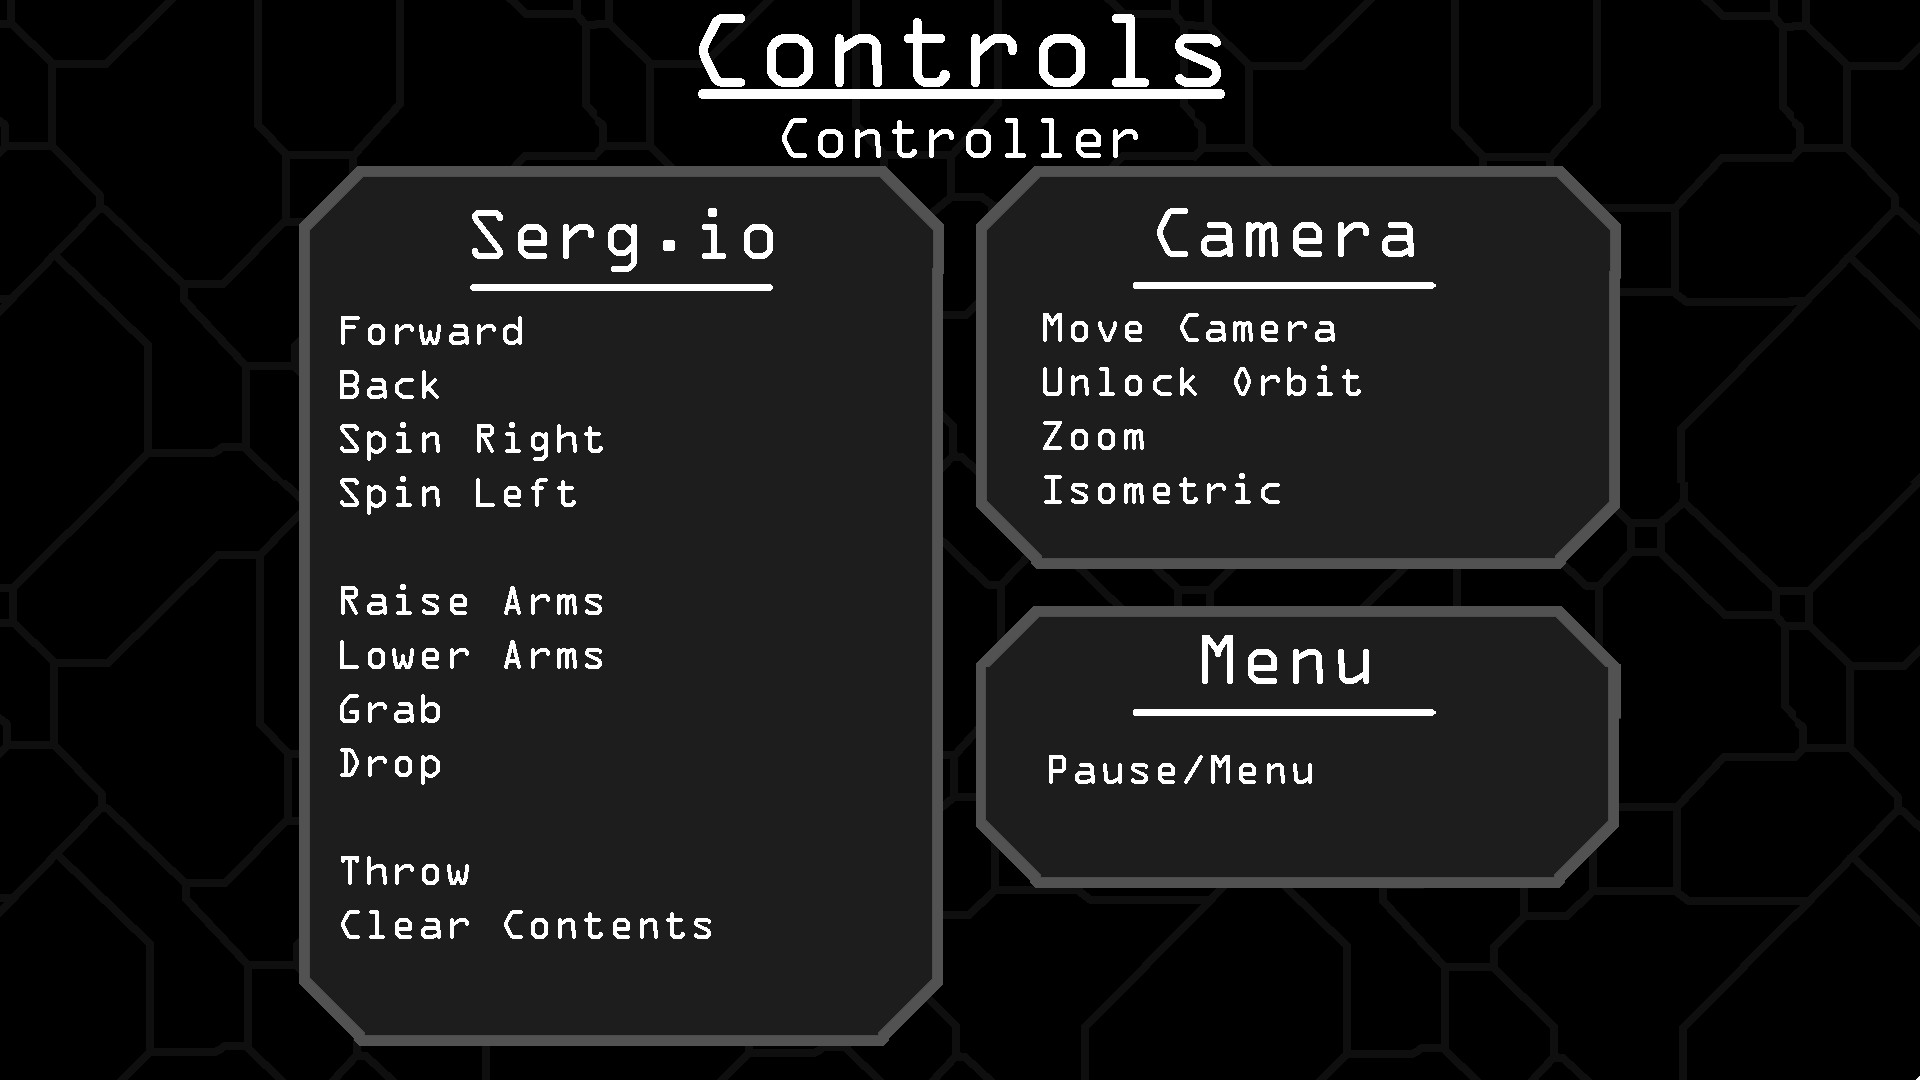 Controls
Controller
Serg.io
Forward
Back
Spin Right
Spin Left
Raise Arms
Lower Arms
Grab
Drop
Throw
Clear Contents
Camera
Move Camera
Unlock Orbit
Zoom
Isometric
Menu
Pause/Menu